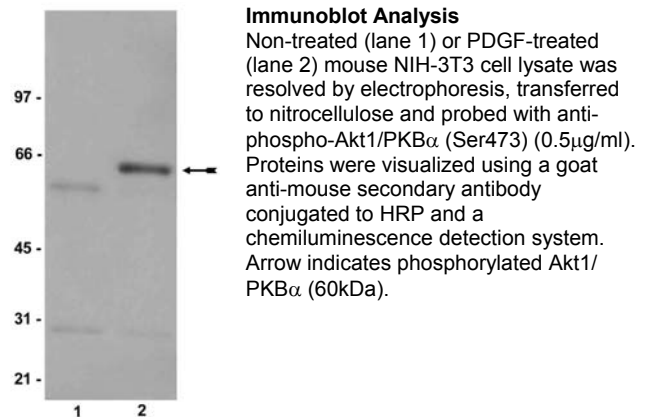 Immunoblot Analysis
Non-treated (lane 1) or PDGF-treated
(lane 2) mouse NIH-3T3 cell lysate was
resolved by electrophoresis, transferred
to nitrocellulose and probed with anti-
phospho-Akt1/PKBα (Ser473) (0.5µg/ml).
Proteins were visualized using a goat
anti-mouse secondary antibody
conjugated to HRP and a
chemiluminescence detection system.
Arrow indicates phosphorylated Akt1/
PKBα (60kDa).
97 -
66 -
45 -
31 -
21 -
1 2